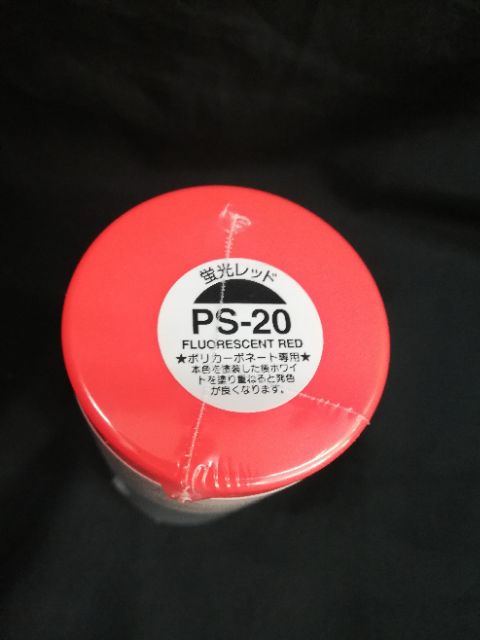 蛍光レッド
PS-20
FLUORESCENT RED
★ポリカーボネート専用★
本色を塗装した後ホワイ
トを塗り重ねると発色
が良くなります。